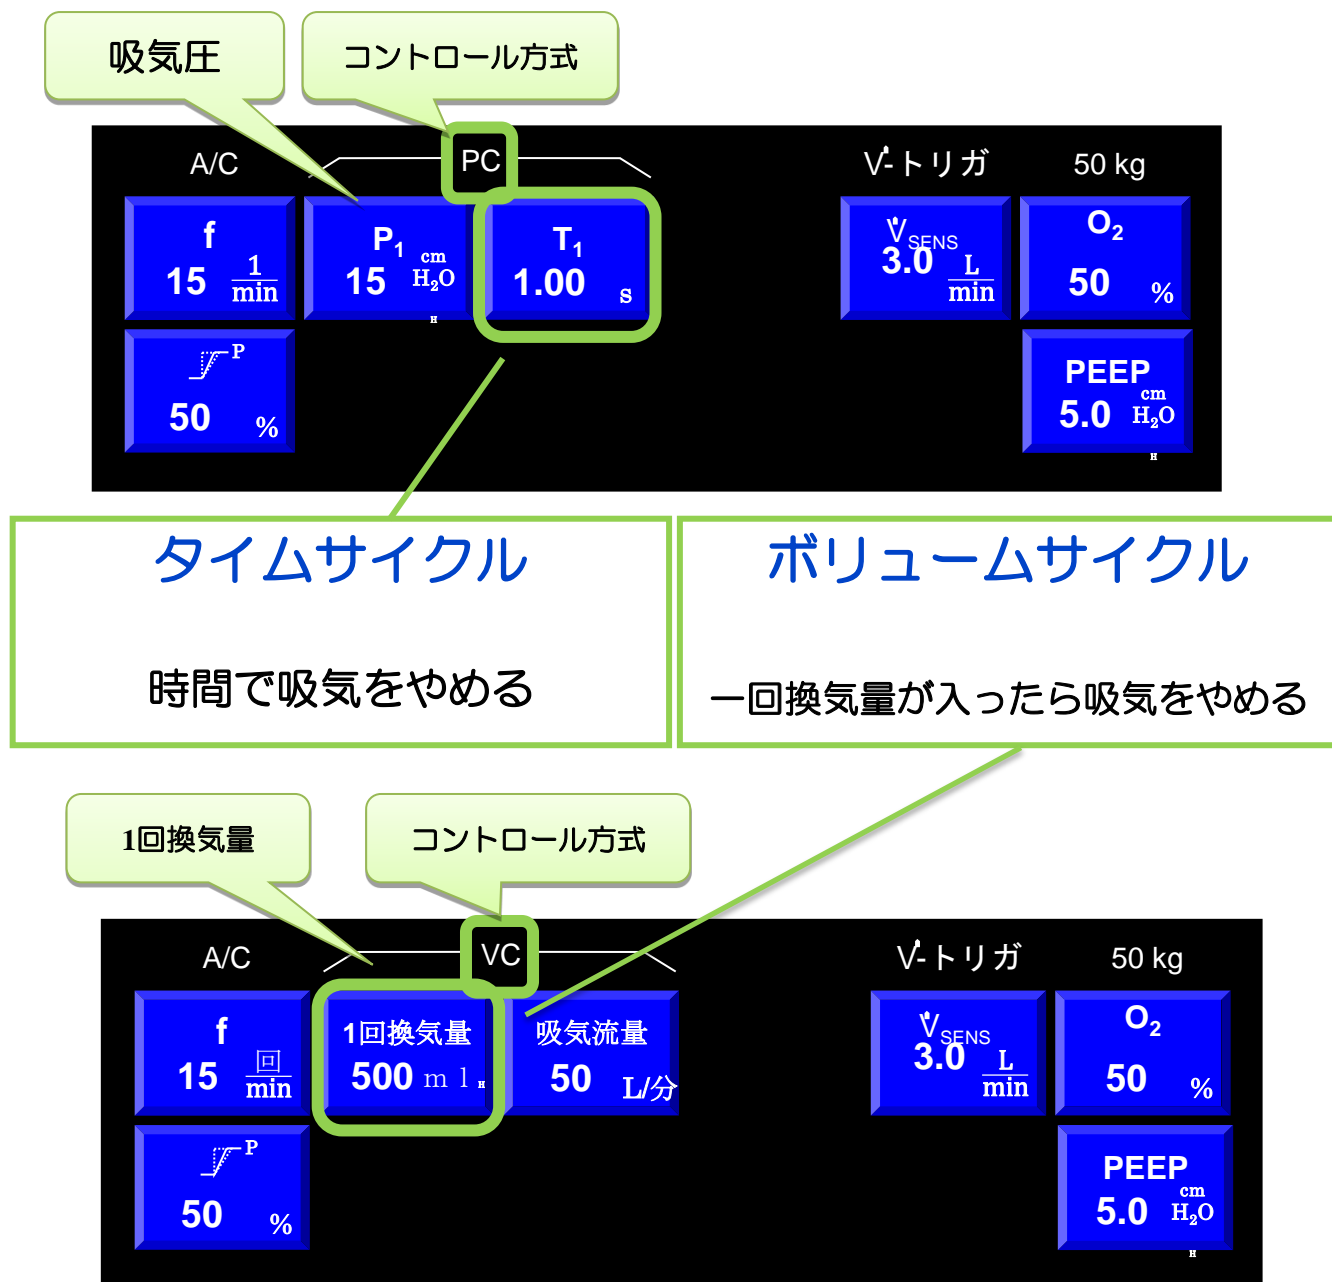 吸気圧
コントロール方式
A/C
PC
V̇-トリガ
50 kg
f
15 1/min
P1
15 cm H2O
H
T1
1.00 s
V̇SENS
3.0 L/min
O2
50 %
P
50 %
PEEP
5.0 cm H2O
H
タイムサイクル
時間で吸気をやめる
ボリュームサイクル
一回換気量が入ったら吸気をやめる
1回換気量
コントロール方式
A/C
VC
V̇-トリガ
50 kg
f
15 回/min
1回換気量
500 ml H
吸気流量
50 L/分
V̇SENS
3.0 L/min
O2
50 %
P
50 %
PEEP
5.0 cm H2O
H